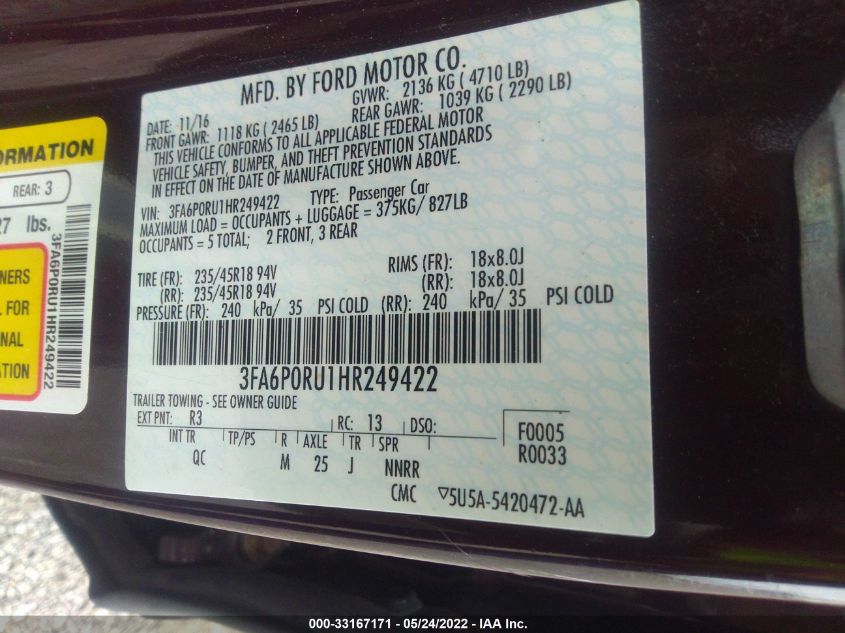 MFD. BY FORD MOTOR CO.
DATE: 11/16 GVWR: 2136 KG ( 4710 LB)
FRONT GAWR: 1118 KG ( 2465 LB) REAR GAWR: 1039 KG ( 2290 LB)
THIS VEHICLE CONFORMS TO ALL APPLICABLE FEDERAL MOTOR
VEHICLE SAFETY, BUMPER, AND THEFT PREVENTION STANDARDS
IN EFFECT ON THE DATE OF MANUFACTURE SHOWN ABOVE.
VIN: 3FA6P0RU1HR249422 TYPE: Passenger Car
MAXIMUM LOAD = OCCUPANTS + LUGGAGE = 375KG/ 827LB
OCCUPANTS = 5 TOTAL; 2 FRONT, 3 REAR
TIRE (FR): 235/45R18 94V RIMS (FR): 18x8.0J
(RR): 235/45R18 94V (RR): 18x8.0J
PRESSURE (FR): 240 kPa/ 35 PSI COLD (RR): 240 kPa/ 35 PSI COLD
3FA6P0RU1HR249422
TRAILER TOWING - SEE OWNER GUIDE
EXT PNT: R3 RC: 13 DSO: F0005
INT TR TP/PS R AXLE TR SPR R0033
QC M 25 J NNRR
CMC ▽5U5A-5420472-AA
ORMATION
REAR: 3
27 lbs.
NERS
L FOR
NAL
ATION
3FA6P0RU1HR249422
000-33167171 - 05/24/2022 - IAA Inc.